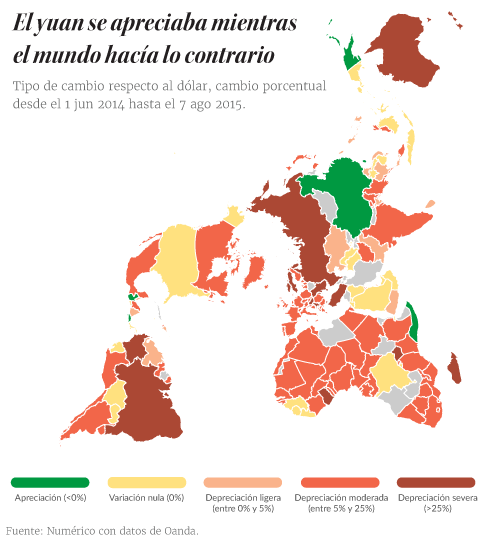 El yuan se apreciaba mientras
el mundo hacía lo contrario
Tipo de cambio respecto al dólar, cambio porcentual
desde el 1 jun 2014 hasta el 7 ago 2015.
Apreciación (<0%)
Variación nula (0%)
Depreciación ligera
(entre 0% y 5%)
Depreciación moderada
(entre 5% y 25%)
Depreciación severa
(>25%)
Fuente: Numérico con datos de Oanda.